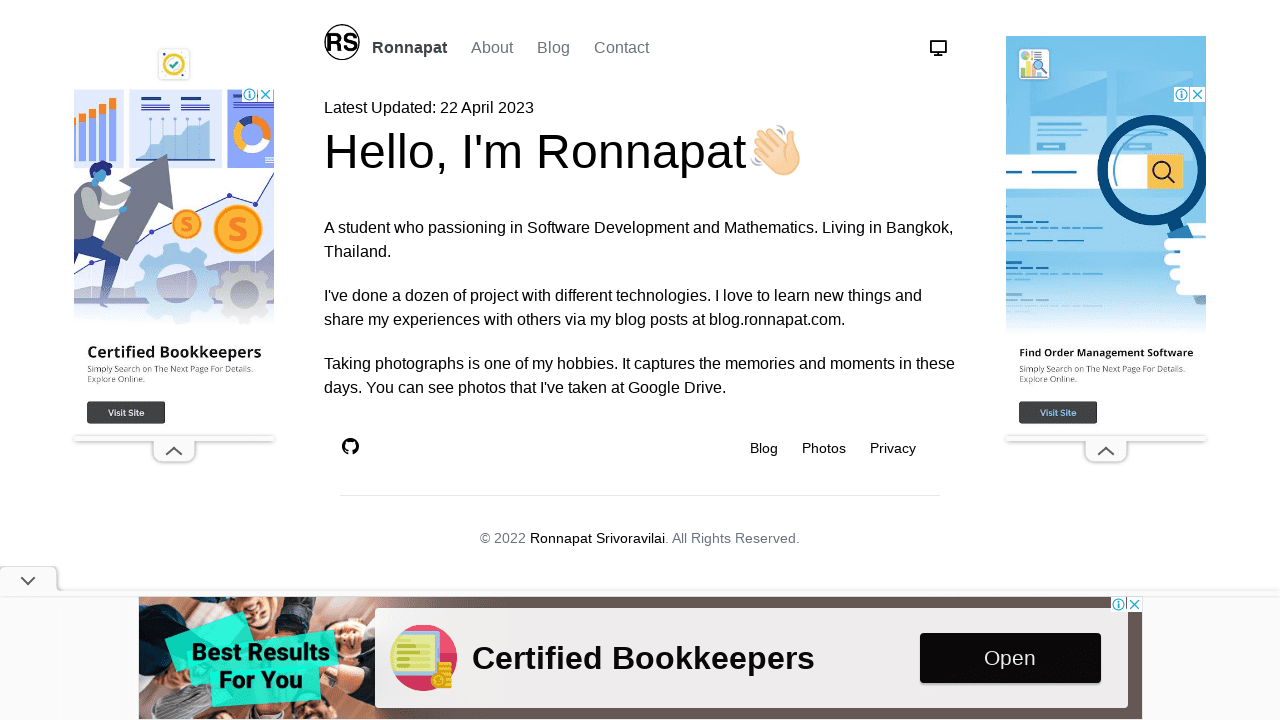 RS Ronnapat About Blog Contact
Latest Updated: 22 April 2023
Hello, I'm Ronnapat👋🏻
A student who passioning in Software Development and Mathematics. Living in Bangkok,
Thailand.
I've done a dozen of project with different technologies. I love to learn new things and
share my experiences with others via my blog posts at blog.ronnapat.com.
Taking photographs is one of my hobbies. It captures the memories and moments in these
days. You can see photos that I've taken at Google Drive.
Blog Photos Privacy
© 2022 Ronnapat Srivoravilai. All Rights Reserved.
Certified Bookkeepers
Simply Search on The Next Page For Details.
Explore Online.
Visit Site
Find Order Management Software
Simply Search on The Next Page For Details.
Explore Online.
Visit Site
Best Results
For You
Certified Bookkeepers
Open